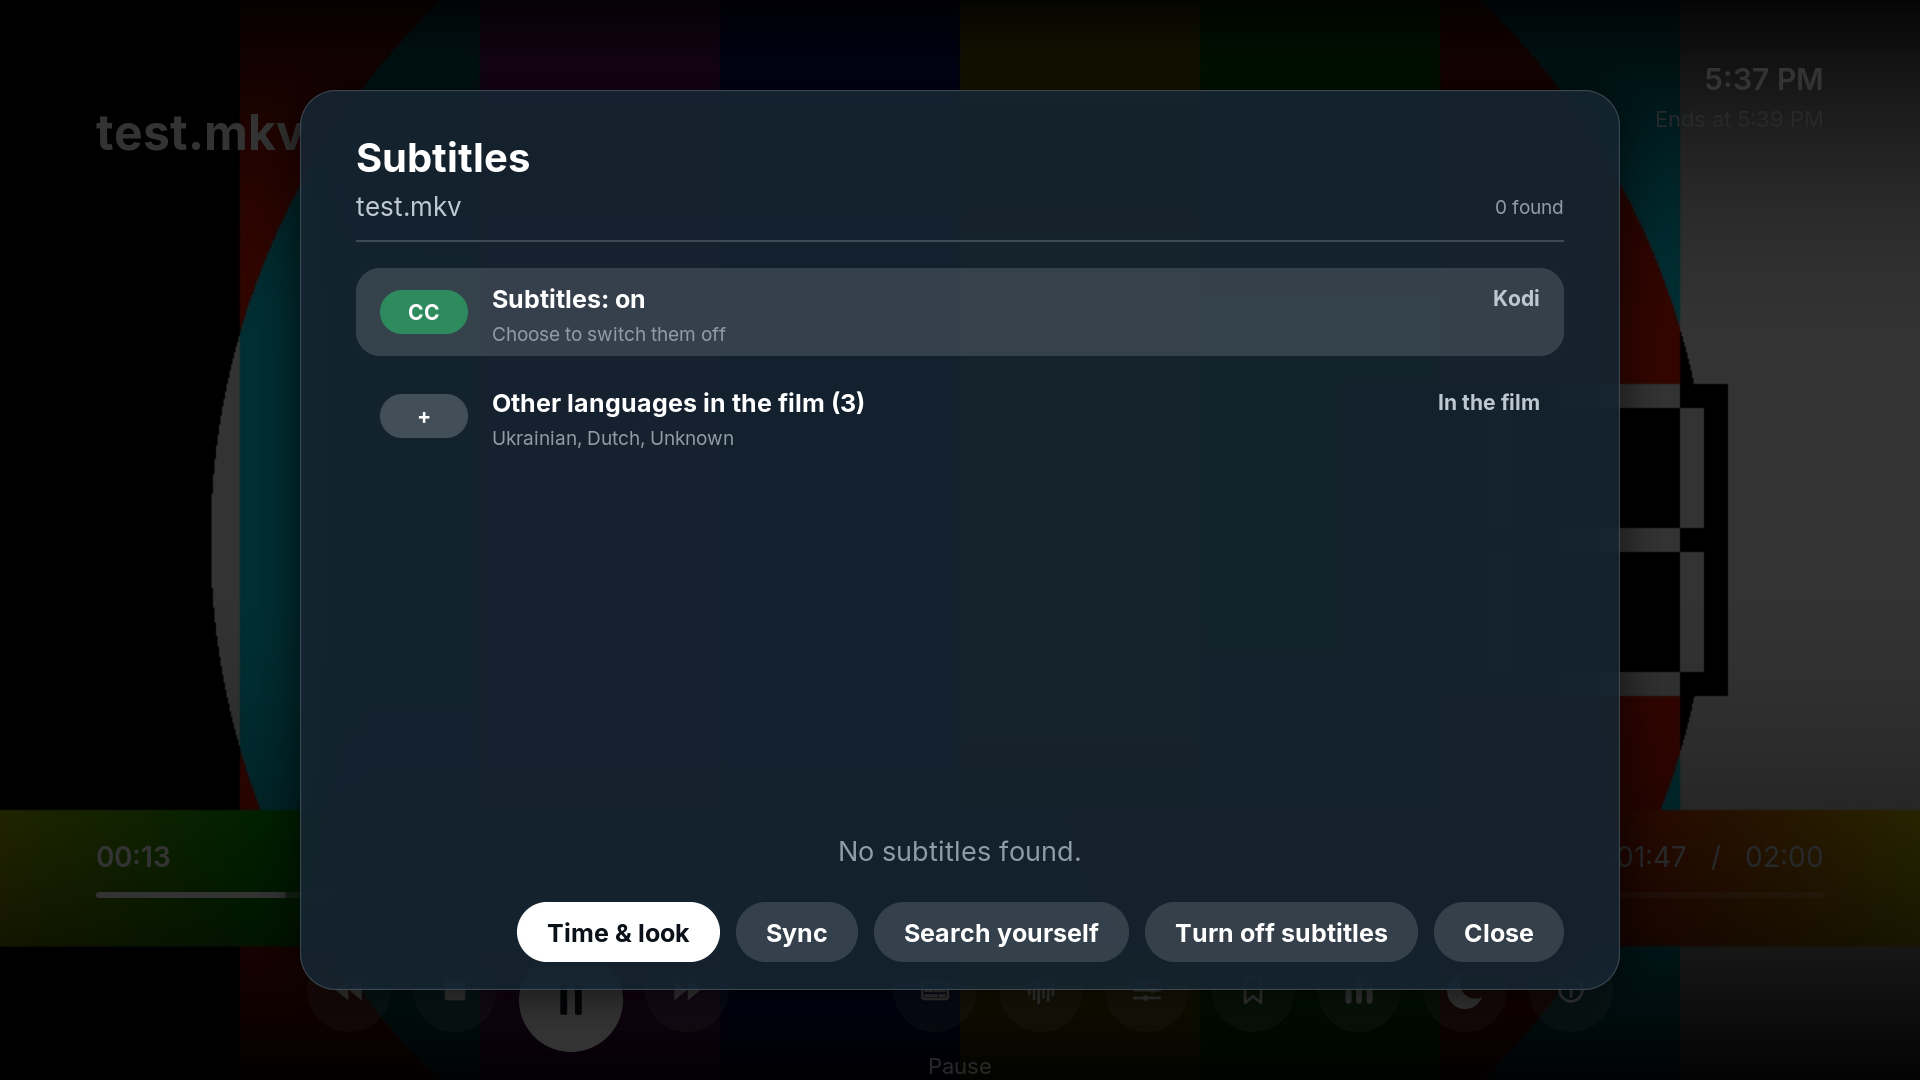 test.mkv
5:37 PM
Ends at 5:39 PM
Subtitles
test.mkv
0 found
CC
Subtitles: on
Kodi
Choose to switch them off
+
Other languages in the film (3)
In the film
Ukrainian, Dutch, Unknown
No subtitles found.
00:13
01:47 / 02:00
Time & look
Sync
Search yourself
Turn off subtitles
Close
Pause